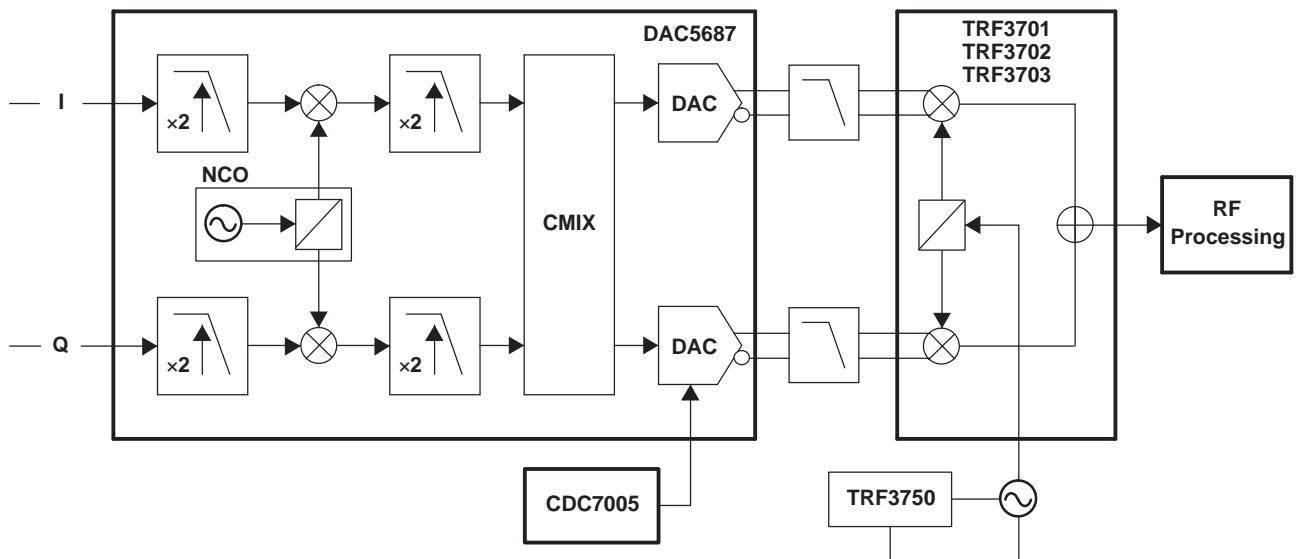 DAC5687
TRF3701
TRF3702
TRF3703
I
×2
×2
DAC
NCO
CMIX
RF
Processing
Q
×2
×2
DAC
CDC7005
TRF3750